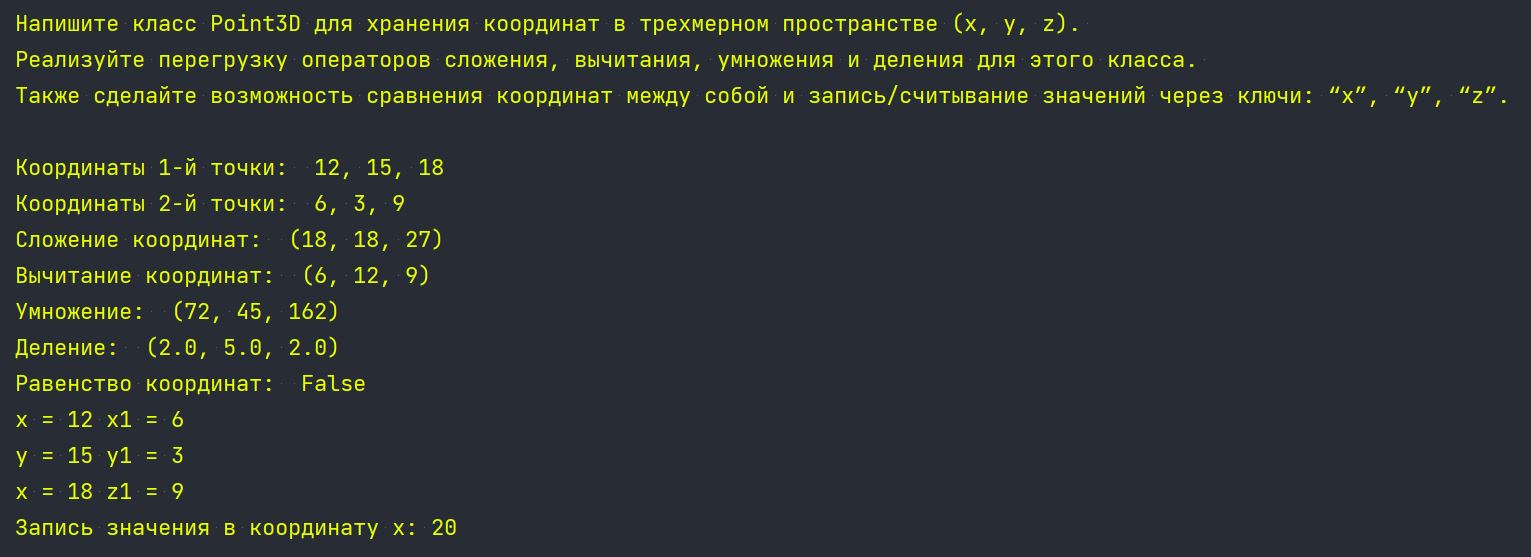 Напишите класс Point3D для хранения координат в трехмерном пространстве (x, y, z).
Реализуйте перегрузку операторов сложения, вычитания, умножения и деления для этого класса.
Также сделайте возможность сравнения координат между собой и запись/считывание значений через ключи: “x”, “y”, “z”.
Координаты 1-й точки:  12, 15, 18
Координаты 2-й точки:  6, 3, 9
Сложение координат:  (18, 18, 27)
Вычитание координат:  (6, 12, 9)
Умножение:  (72, 45, 162)
Деление:  (2.0, 5.0, 2.0)
Равенство координат:  False
x = 12 x1 = 6
y = 15 y1 = 3
x = 18 z1 = 9
Запись значения в координату x: 20